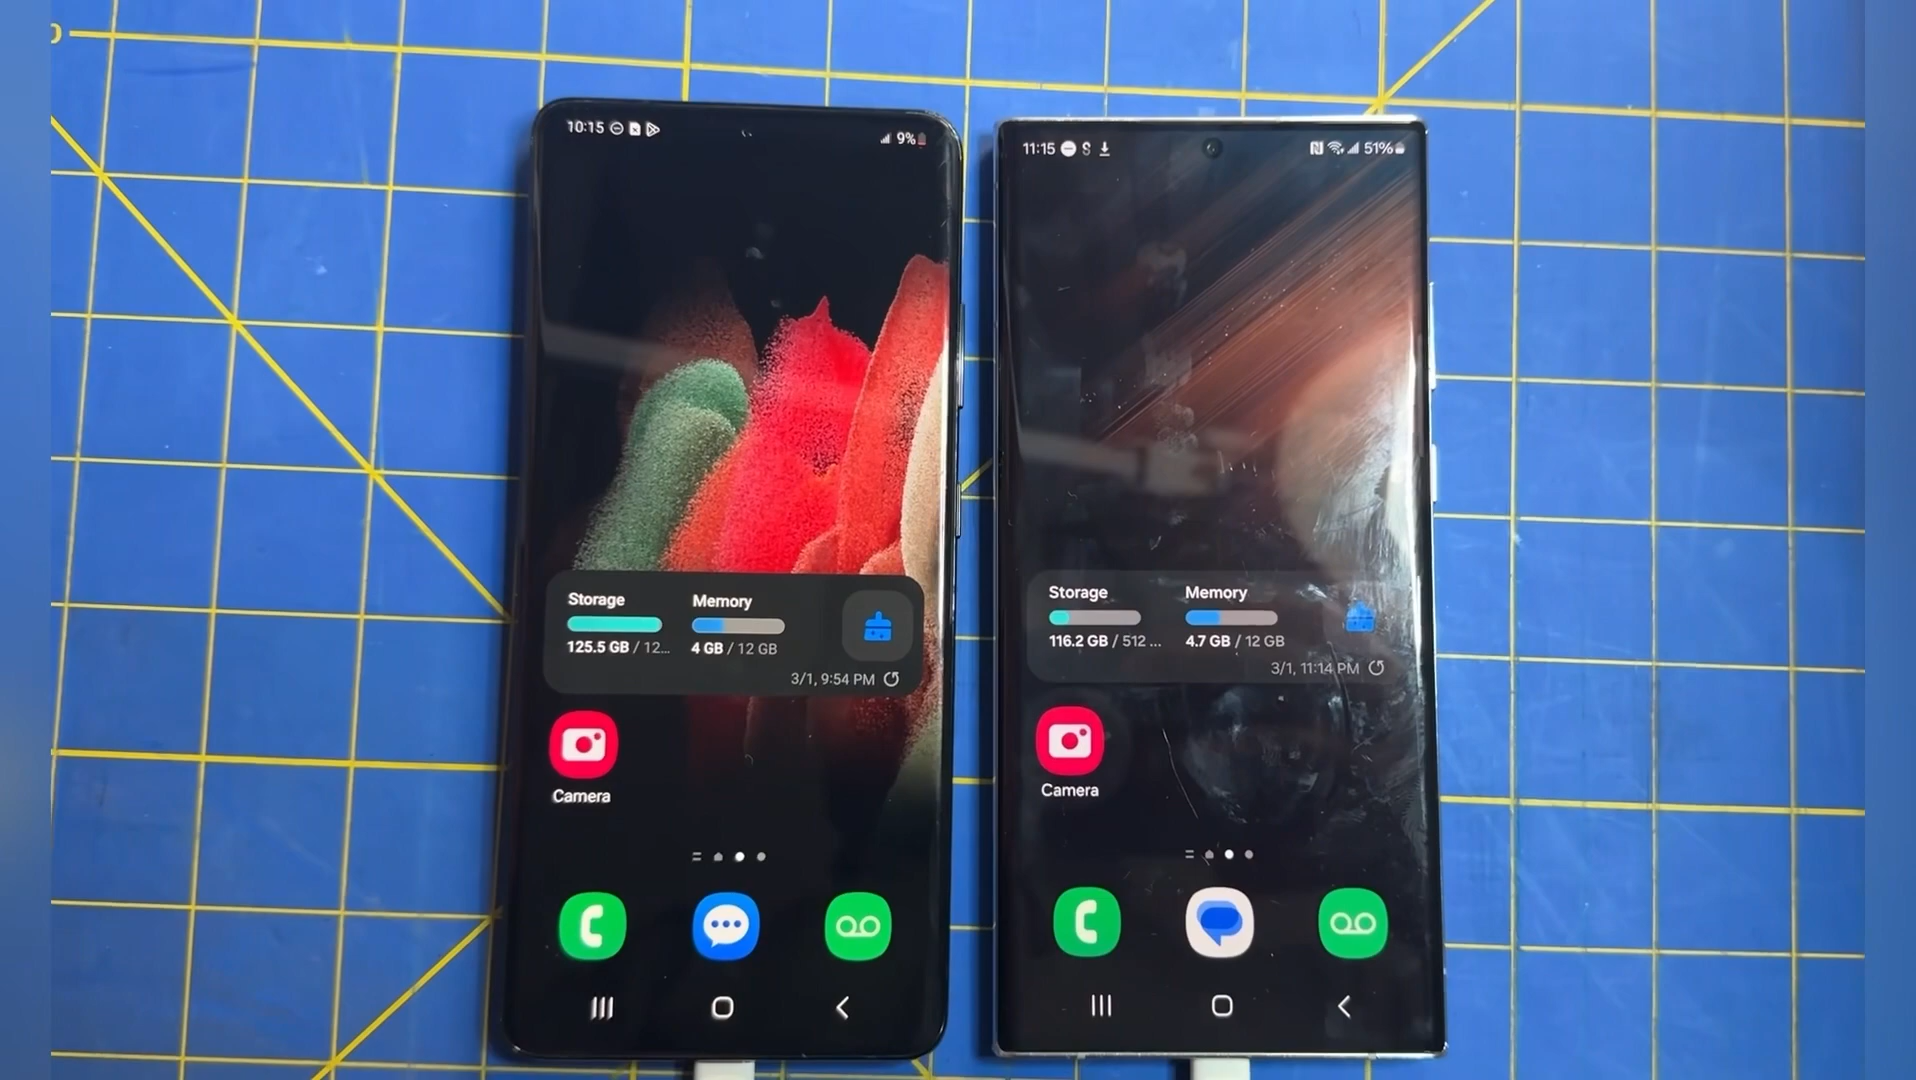 10:15
9%
Storage
Memory
125.5 GB / 12...
4 GB / 12 GB
3/1, 9:54 PM
Camera
11:15
51%
Storage
Memory
116.2 GB / 512 ...
4.7 GB / 12 GB
3/1, 11:14 PM
Camera